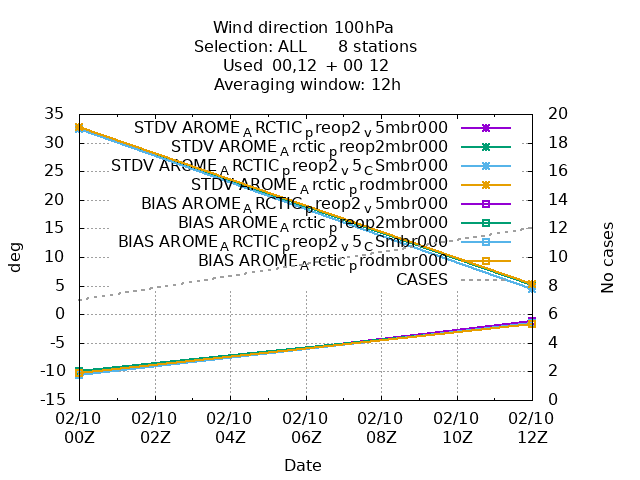 Wind direction 100hPa
Selection: ALL 8 stations
Used 00,12 + 00 12
Averaging window: 12h
STDV AROME_ARCTIC_preop2_v5mbr000
STDV AROME_Arctic_preop2mbr000
STDV AROME_ARCTIC_preop2_v5_CSmbr000
STDV AROME_Arctic_prodmbr000
BIAS AROME_ARCTIC_preop2_v5mbr000
BIAS AROME_Arctic_preop2mbr000
BIAS AROME_ARCTIC_preop2_v5_CSmbr000
BIAS AROME_Arctic_prodmbr000
CASES
35
30
25
20
15
10
5
0
-5
-10
-15
deg
20
18
16
14
12
10
8
6
4
2
0
No cases
02/10 02/10 02/10 02/10 02/10 02/10 02/10
00Z 02Z 04Z 06Z 08Z 10Z 12Z
Date